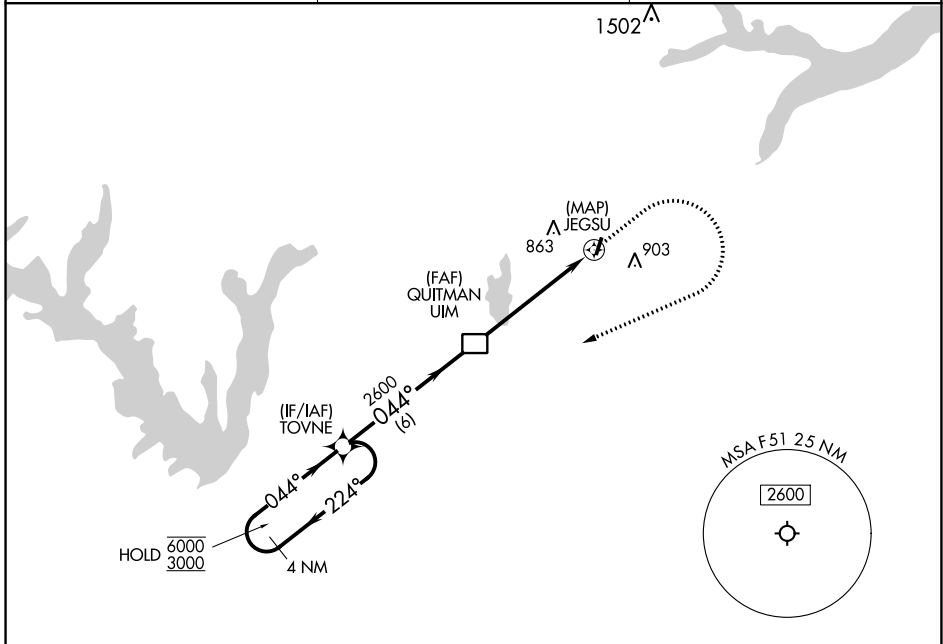 1502
(MAP)
JEGSU
863
903
(FAF)
QUITMAN
UIM
2600
044°
(6)
(IF/IAF)
TOVNE
044°
224°
HOLD 6000
3000
4 NM
MSA F51 25 NM
2600